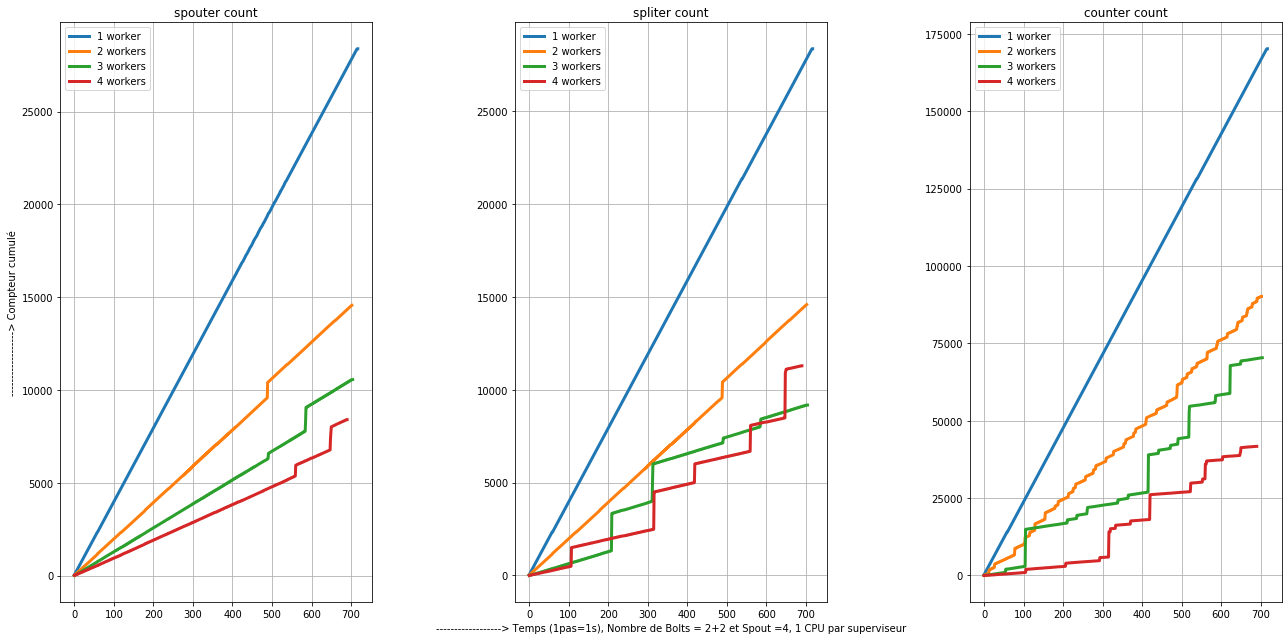 spouter count
1 worker
2 workers
3 workers
4 workers
25000
20000
15000
10000
5000
0
0 100 200 300 400 500 600 700
------------------> Compteur cumulé
spliter count
1 worker
2 workers
3 workers
4 workers
25000
20000
15000
10000
5000
0
0 100 200 300 400 500 600 700
------------------> Temps (1pas=1s), Nombre de Bolts = 2+2 et Spout =4, 1 CPU par superviseur
counter count
1 worker
2 workers
3 workers
4 workers
175000
150000
125000
100000
75000
50000
25000
0
0 100 200 300 400 500 600 700